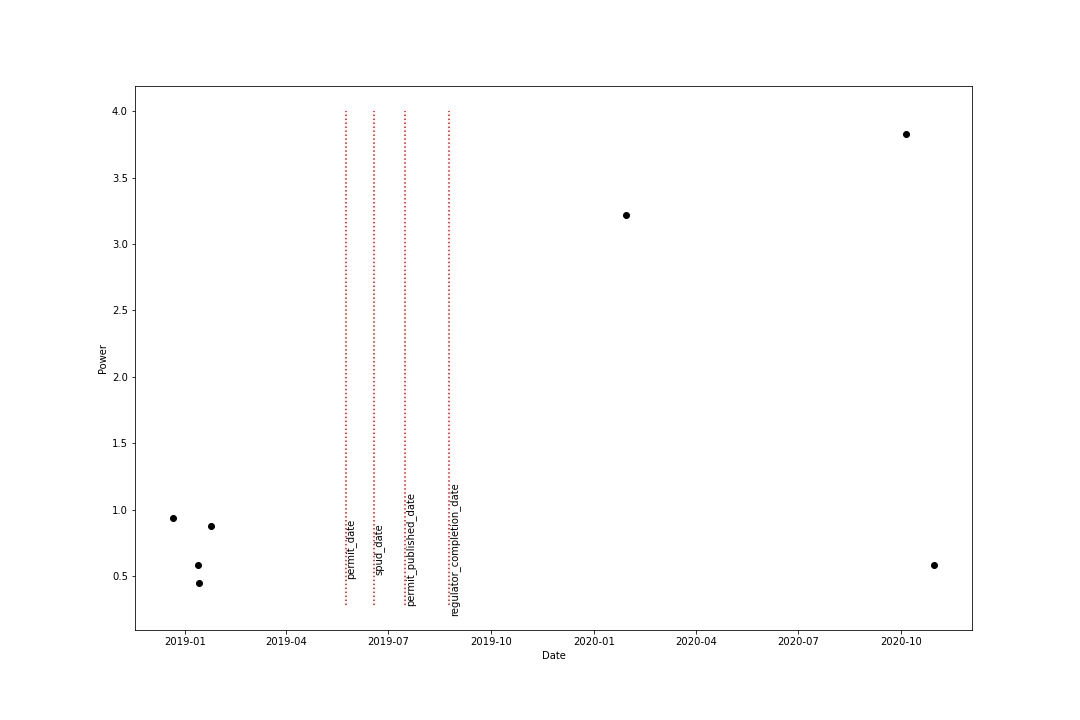 4.0
3.5
3.0
2.5
2.0
1.5
1.0
0.5
Power
permit_date
spud_date
permit_published_date
regulator_completion_date
2019-01 2019-04 2019-07 2019-10 2020-01 2020-04 2020-07 2020-10
Date